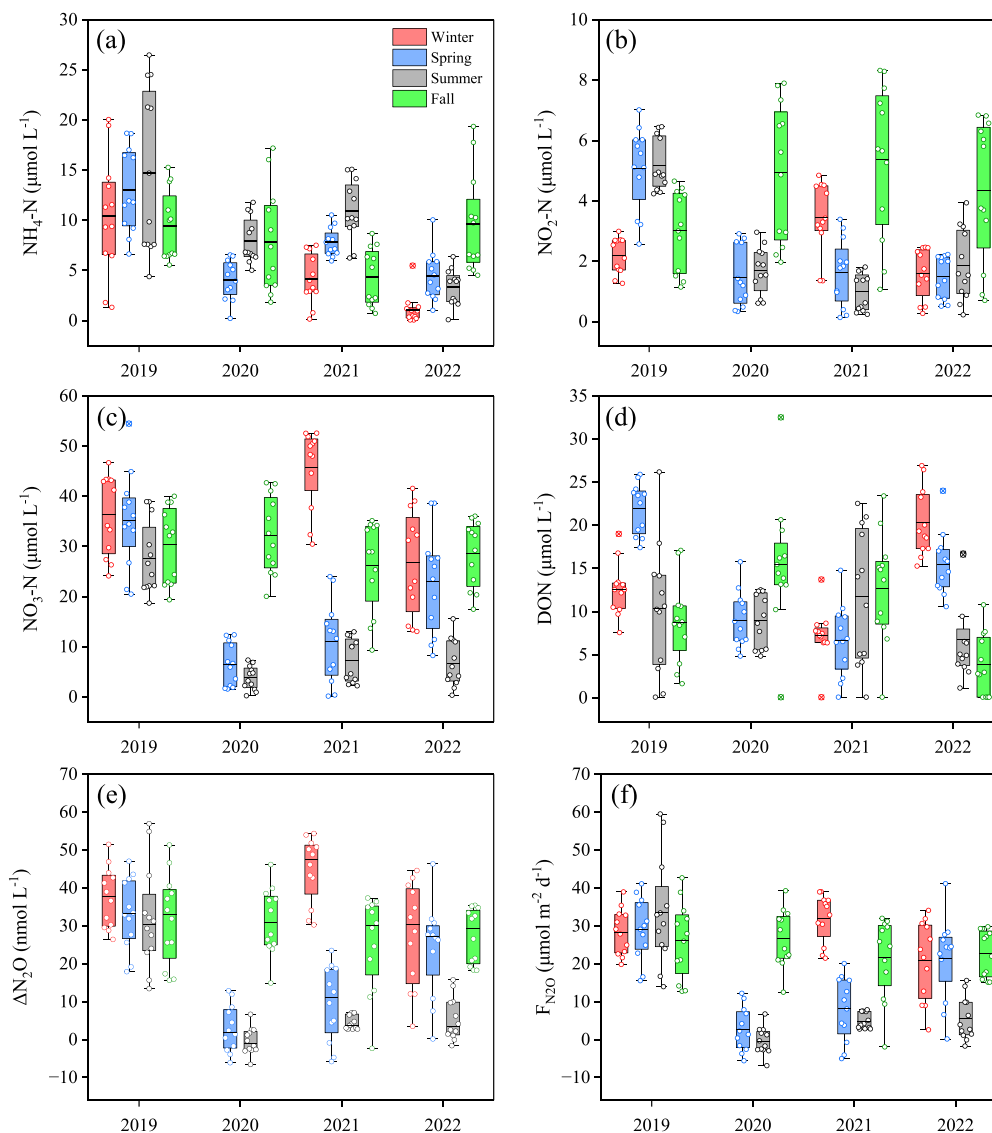 (a)
NH4-N (μmol L-1)
30
25
20
15
10
5
0
Winter
Spring
Summer
Fall
2019 2020 2021 2022
(b)
NO2-N (μmol L-1)
10
8
6
4
2
0
2019 2020 2021 2022
(c)
NO3-N (μmol L-1)
60
50
40
30
20
10
0
2019 2020 2021 2022
(d)
DON (μmol L-1)
35
30
25
20
15
10
5
0
2019 2020 2021 2022
(e)
ΔN2O (nmol L-1)
70
60
50
40
30
20
10
0
−10
2019 2020 2021 2022
(f)
FN2O (μmol m-2 d-1)
70
60
50
40
30
20
10
0
−10
2019 2020 2021 2022